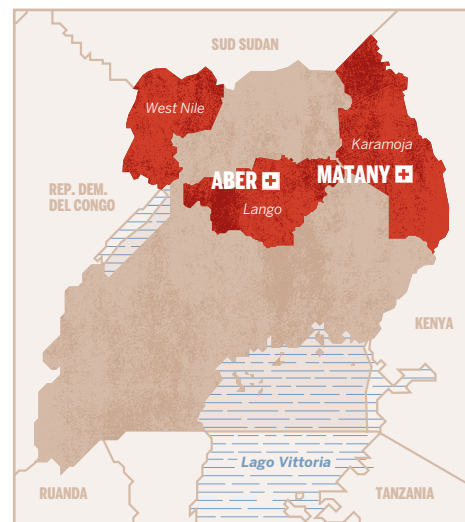 SUD SUDAN
West Nile
Karamoja
ABER
MATANY
Lango
REP. DEM.
DEL CONGO
KENYA
Lago Vittoria
RUANDA
TANZANIA